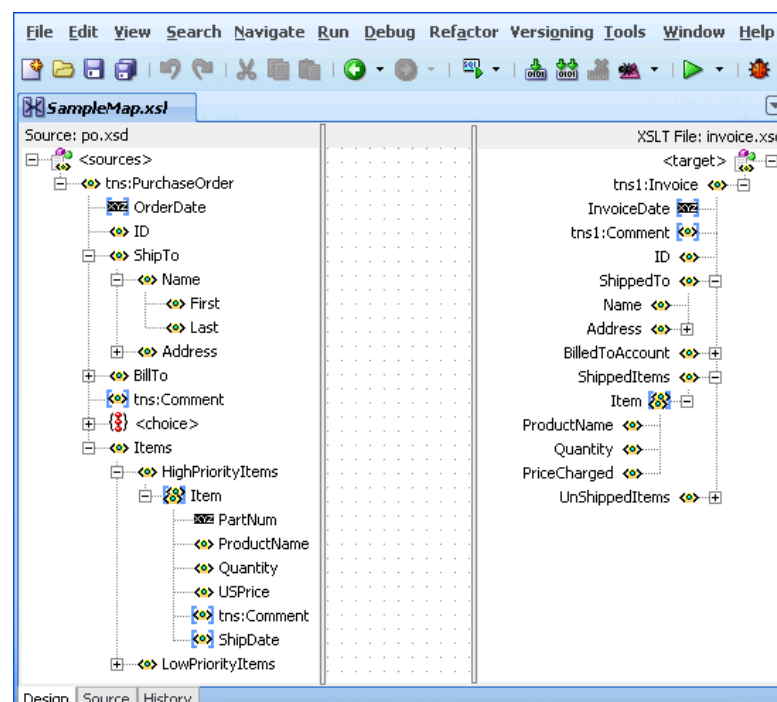 File Edit View Search Navigate Run Debug Refactor Versioning Tools Window Help
SampleMap.xsl
Source: po.xsd
XSLT File: invoice.xs
<sources>
<target>
tns:PurchaseOrder
tns1:Invoice
OrderDate
InvoiceDate
ID
tns1:Comment
ShipTo
ID
Name
ShippedTo
First
Name
Last
Address
Address
BilledToAccount
BillTo
ShippedItems
tns:Comment
Item
<choice>
ProductName
Items
Quantity
HighPriorityItems
PriceCharged
Item
UnShippedItems
PartNum
ProductName
Quantity
USPrice
tns:Comment
ShipDate
LowPriorityItems
Design Source History